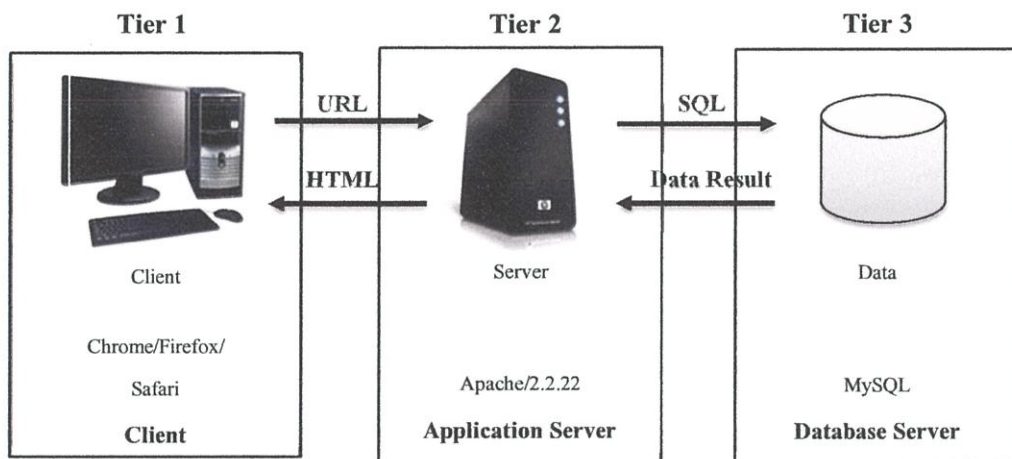 Tier 1
Tier 2
Tier 3
URL
SQL
HTML
Data Result
Client
Server
Data
Chrome/Firefox/
Safari
Apache/2.2.22
MySQL
Client
Application Server
Database Server